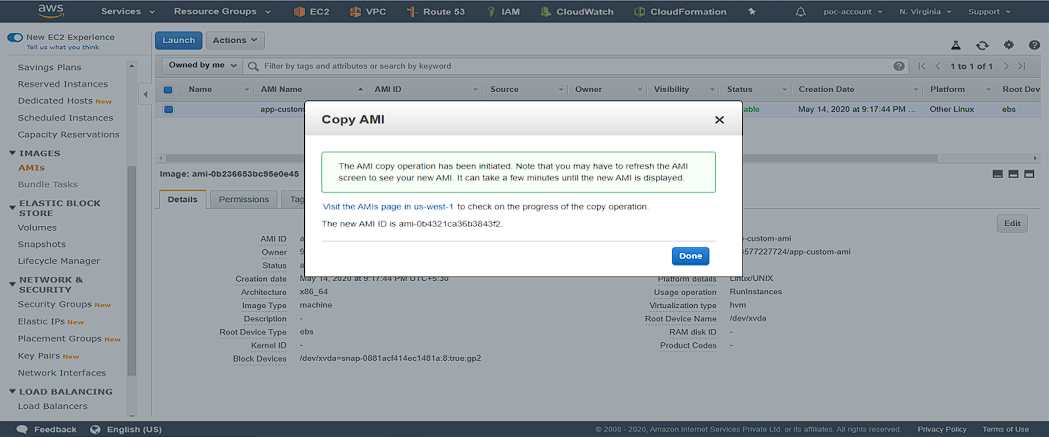 aws Services Resource Groups EC2 VPC Route 53 IAM CloudWatch CloudFormation poc-account N. Virginia Support
New EC2 Experience
Tell us what you think
Savings Plans
Reserved Instances
Dedicated Hosts New
Scheduled Instances
Capacity Reservations
IMAGES
AMIs
Bundle Tasks
ELASTIC BLOCK
STORE
Volumes
Snapshots
Lifecycle Manager
NETWORK &
SECURITY
Security Groups New
Elastic IPs New
Placement Groups New
Key Pairs New
Network Interfaces
LOAD BALANCING
Load Balancers
Launch Actions
Owned by me Filter by tags and attributes or search by keyword 1 to 1 of 1
Name AMI Name AMI ID Source Owner Visibility Status Creation Date Platform Root Dev
app-custom able May 14, 2020 at 9:17:44 PM ... Other Linux ebs
Copy AMI
The AMI copy operation has been initiated. Note that you may have to refresh the AMI
screen to see your new AMI. It can take a few minutes until the new AMI is displayed.
Visit the AMIs page in us-west-1 to check on the progress of the copy operation.
The new AMI ID is ami-0b4321ca36b3843f2.
Done
Image: ami-0b236653bc95e0e45
Details Permissions Tag
Edit
AMI ID a -custom-ami
Owner 9 4577227724/app-custom-ami
Status a
Creation date May 14, 2020 at 9:17:44 PM UTC+5:30 Platform details Linux/UNIX
Architecture x86_64 Usage operation RunInstances
Image Type machine Virtualization type hvm
Description - Root Device Name /dev/xvda
Root Device Type ebs RAM disk ID -
Kernel ID - Product Codes -
Block Devices /dev/xvda=snap-0881acf414ec1481a:8:true:gp2
Feedback English (US) © 2008 - 2020, Amazon Internet Services Private Ltd. or its affiliates. All rights reserved. Privacy Policy Terms of Use